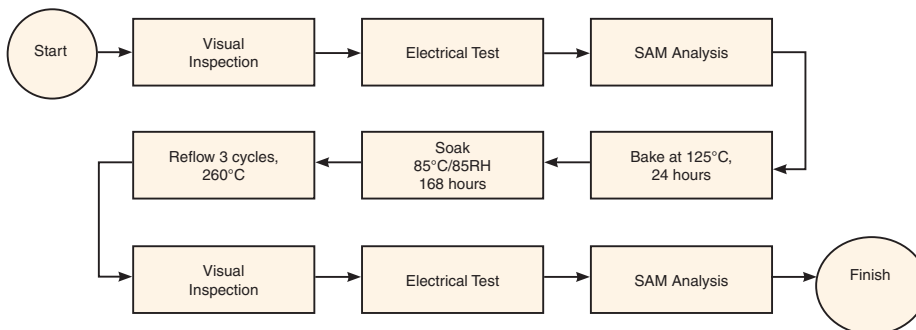 Start
Visual
Inspection
Electrical Test
SAM Analysis
Bake at 125°C,
24 hours
Soak
85°C/85RH
168 hours
Reflow 3 cycles,
260°C
Visual
Inspection
Electrical Test
SAM Analysis
Finish